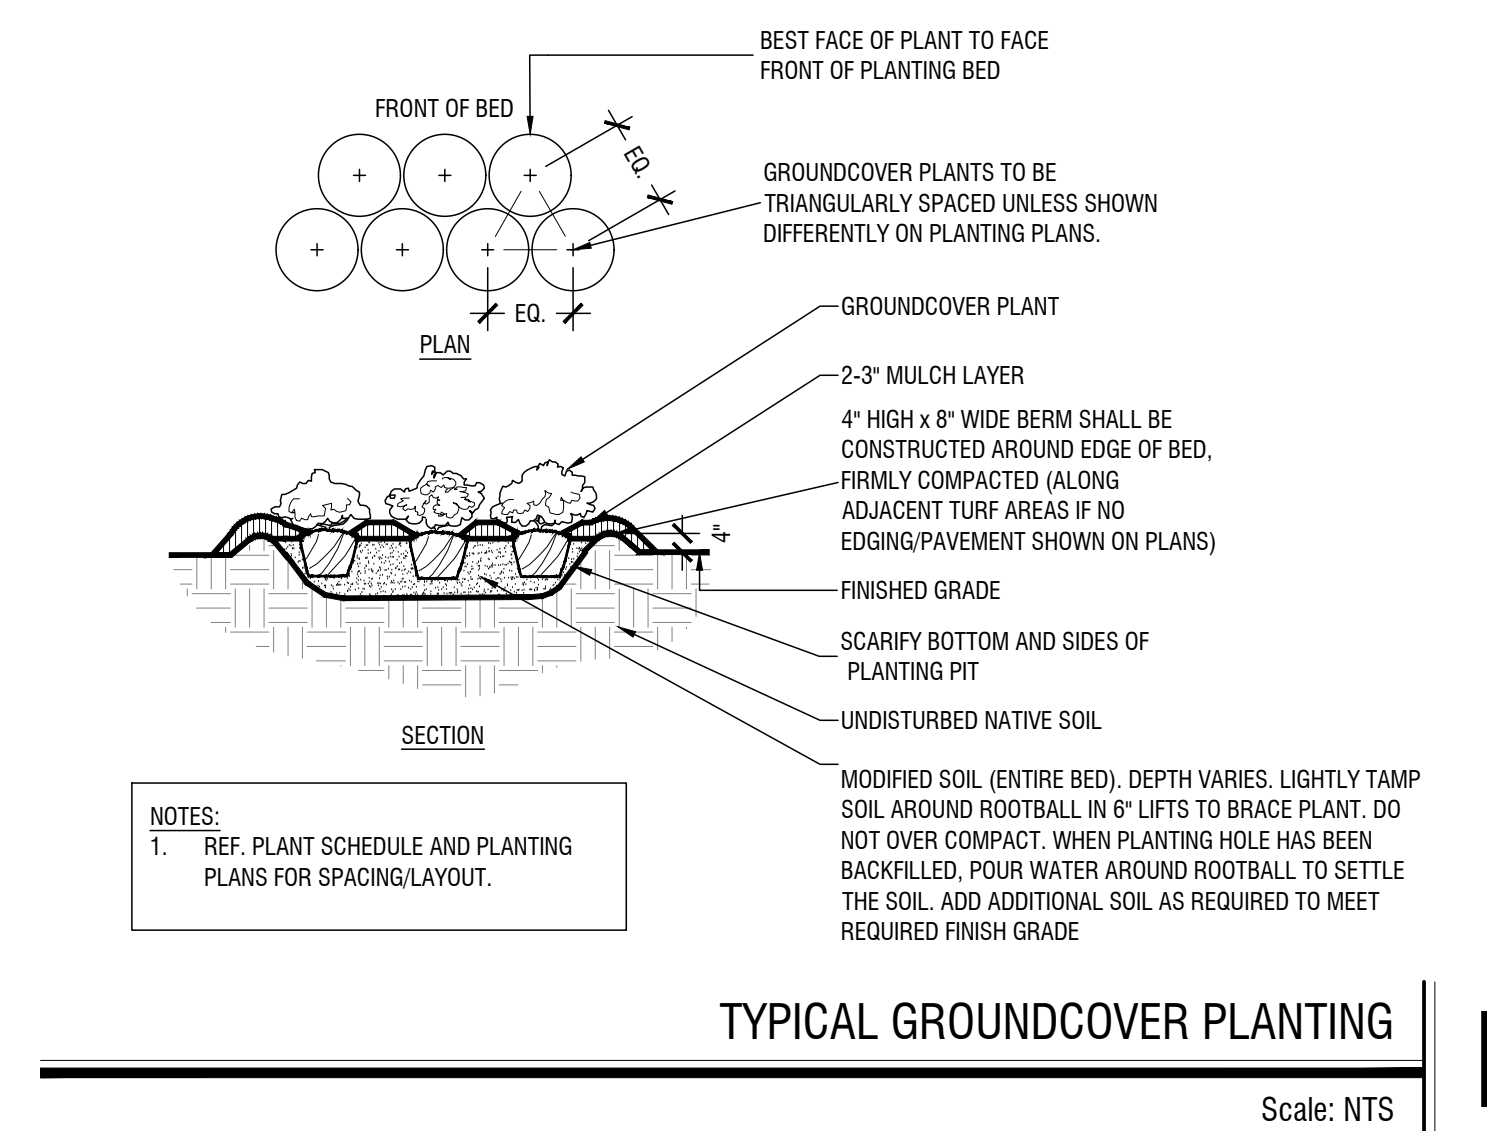 BEST FACE OF PLANT TO FACE
FRONT OF PLANTING BED
FRONT OF BED
EQ.
GROUNDCOVER PLANTS TO BE
TRIANGULARLY SPACED UNLESS SHOWN
DIFFERENTLY ON PLANTING PLANS.
EQ.
PLAN
GROUNDCOVER PLANT
2-3" MULCH LAYER
4" HIGH x 8" WIDE BERM SHALL BE
CONSTRUCTED AROUND EDGE OF BED,
FIRMLY COMPACTED (ALONG
ADJACENT TURF AREAS IF NO
EDGING/PAVEMENT SHOWN ON PLANS)
4"
FINISHED GRADE
SCARIFY BOTTOM AND SIDES OF
PLANTING PIT
UNDISTURBED NATIVE SOIL
SECTION
MODIFIED SOIL (ENTIRE BED). DEPTH VARIES. LIGHTLY TAMP
SOIL AROUND ROOTBALL IN 6" LIFTS TO BRACE PLANT. DO
NOT OVER COMPACT. WHEN PLANTING HOLE HAS BEEN
BACKFILLED, POUR WATER AROUND ROOTBALL TO SETTLE
THE SOIL. ADD ADDITIONAL SOIL AS REQUIRED TO MEET
REQUIRED FINISH GRADE
NOTES:
1. REF. PLANT SCHEDULE AND PLANTING
PLANS FOR SPACING/LAYOUT.
TYPICAL GROUNDCOVER PLANTING
Scale: NTS